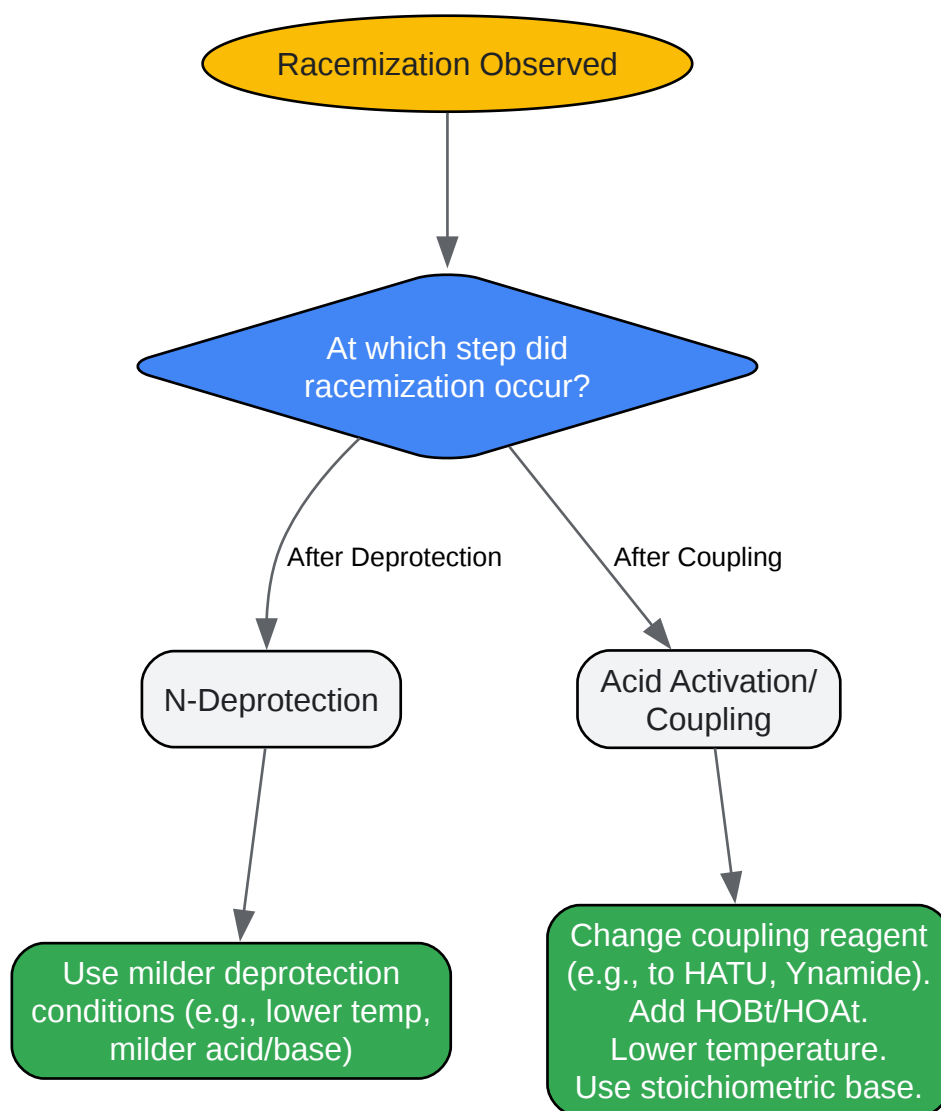 Racemization Observed
At which step did
racemization occur?
After Deprotection
After Coupling
N-Deprotection
Acid Activation/
Coupling
Use milder deprotection
conditions (e.g., lower temp,
milder acid/base)
Change coupling reagent
(e.g., to HATU, Ynamide).
Add HOBt/HOAt.
Lower temperature.
Use stoichiometric base.